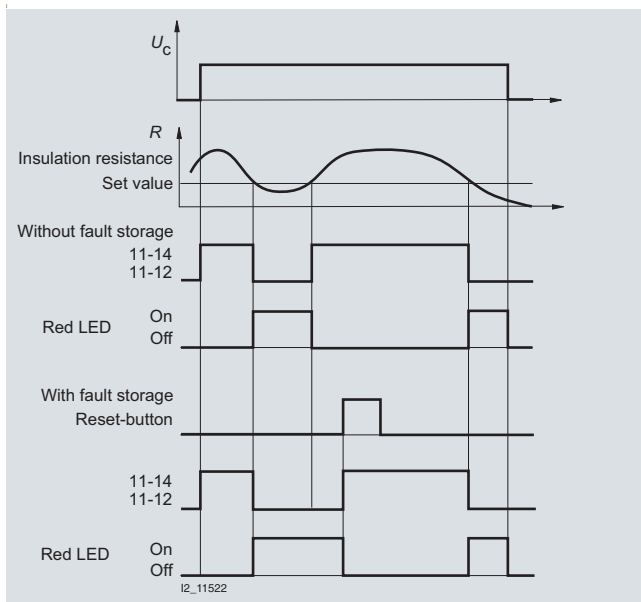 Uc
R
Insulation resistance
Set value
Without fault storage
11-14
11-12
On
Red LED
Off
With fault storage
Reset-button
11-14
11-12
On
Red LED
Off
I2_11522